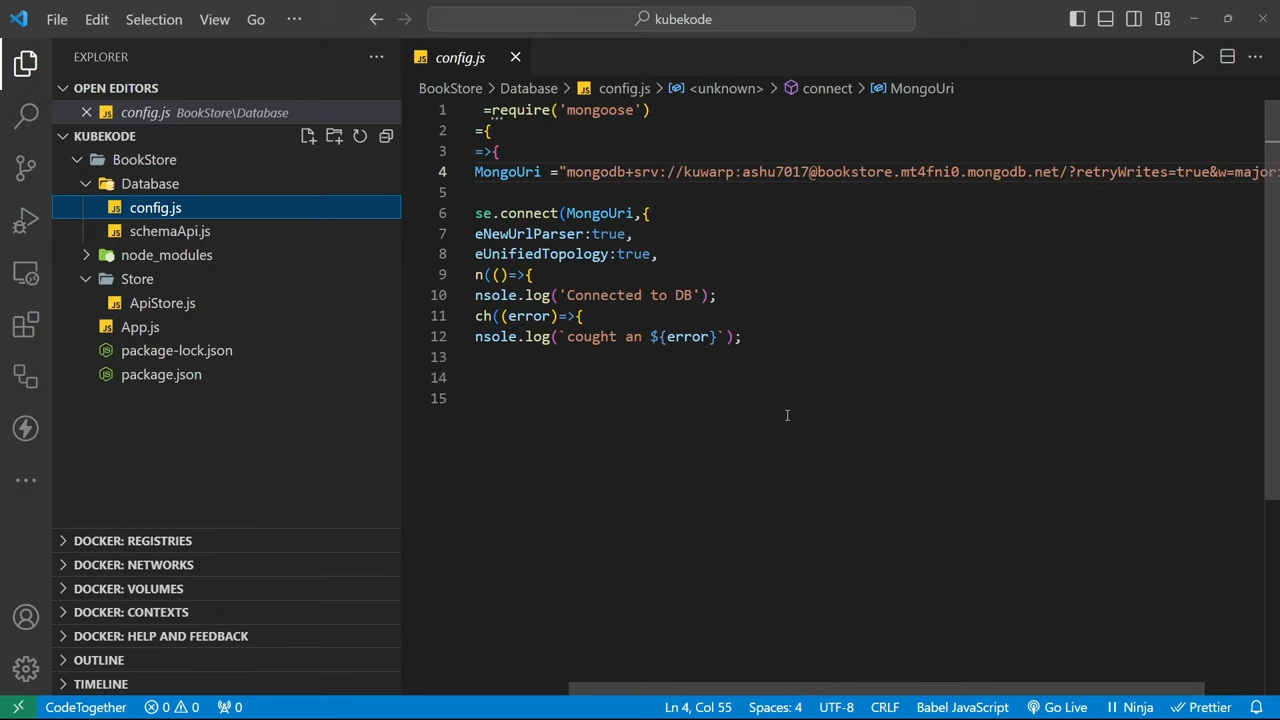 File Edit Selection View Go ··· kubekode
EXPLORER
OPEN EDITORS
config.js BookStore\Database
KUBEKODE
BookStore
Database
config.js
schemaApi.js
node_modules
Store
ApiStore.js
App.js
package-lock.json
package.json
DOCKER: REGISTRIES
DOCKER: NETWORKS
DOCKER: VOLUMES
DOCKER: CONTEXTS
DOCKER: HELP AND FEEDBACK
OUTLINE
TIMELINE
config.js
BookStore > Database > config.js > <unknown> > connect > MongoUri
1 =require('mongoose')
2 ={
3 =>{
4 MongoUri ="mongodb+srv://kuwarp:ashu7017@bookstore.mt4fni0.mongodb.net/?retryWrites=true&w=major
5
6 se.connect(MongoUri,{
7 eNewUrlParser:true,
8 eUnifiedTopology:true,
9 n(()=>{
10 nsole.log('Connected to DB');
11 ch((error)=>{
12 nsole.log(`cought an ${error}`);
13
14
15
CodeTogether 0 0 0 Ln 4, Col 55 Spaces: 4 UTF-8 CRLF Babel JavaScript Go Live Ninja Prettier